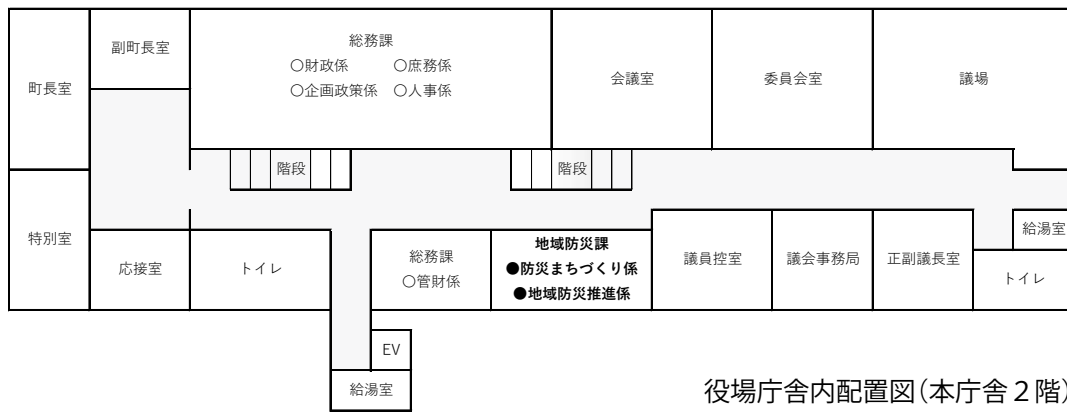 町長室
副町長室
総務課
○財政係 ○庶務係
○企画政策係 ○人事係
会議室
委員会室
議場
階段
階段
特別室
応接室
トイレ
総務課
○管財係
地域防災課
●防災まちづくり係
●地域防災推進係
議員控室
議会事務局
正副議長室
給湯室
トイレ
EV
給湯室
役場庁舎内配置図(本庁舎２階)